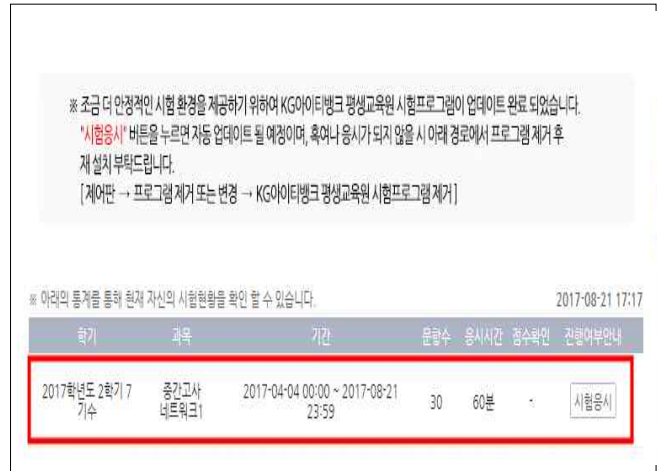 ※ 조금 더 안정적인 시험 환경을 제공하기 위하여 KG아이티뱅크 평생교육원 시험프로그램이 업데이트 완료 되었습니다.
"시험응시" 버튼을 누르면 자동 업데이트 될 예정이며, 혹여나 응시가 되지 않을 시 아래 경로에서 프로그램 제거 후
재 설치 부탁드립니다.
[ 제어판 → 프로그램 제거 또는 변경 → KG아이티뱅크 평생교육원 시험프로그램 제거 ]
※ 아래의 통계를 통해 현재 자신의 시험현황을 확인 할 수 있습니다. 2017-08-21 17:17
학기 과목 기간 문항수 응시시간 점수확인 진행여부안내
2017학년도 2학기 7 중간고사 2017-04-04 00:00 ~ 2017-08-21 30 60분 - 시험응시
기수 네트워크1 23:59